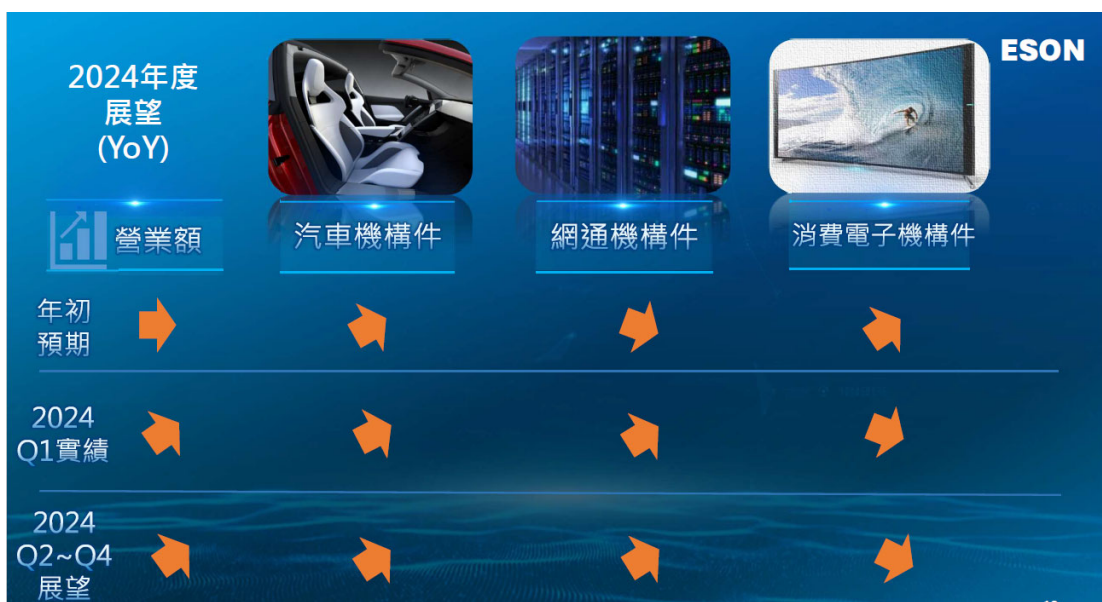 ESON
2024年度
展望
(YoY)
營業額
汽車機構件
網通機構件
消費電子機構件
年初
預期
2024
Q1實績
2024
Q2~Q4
展望